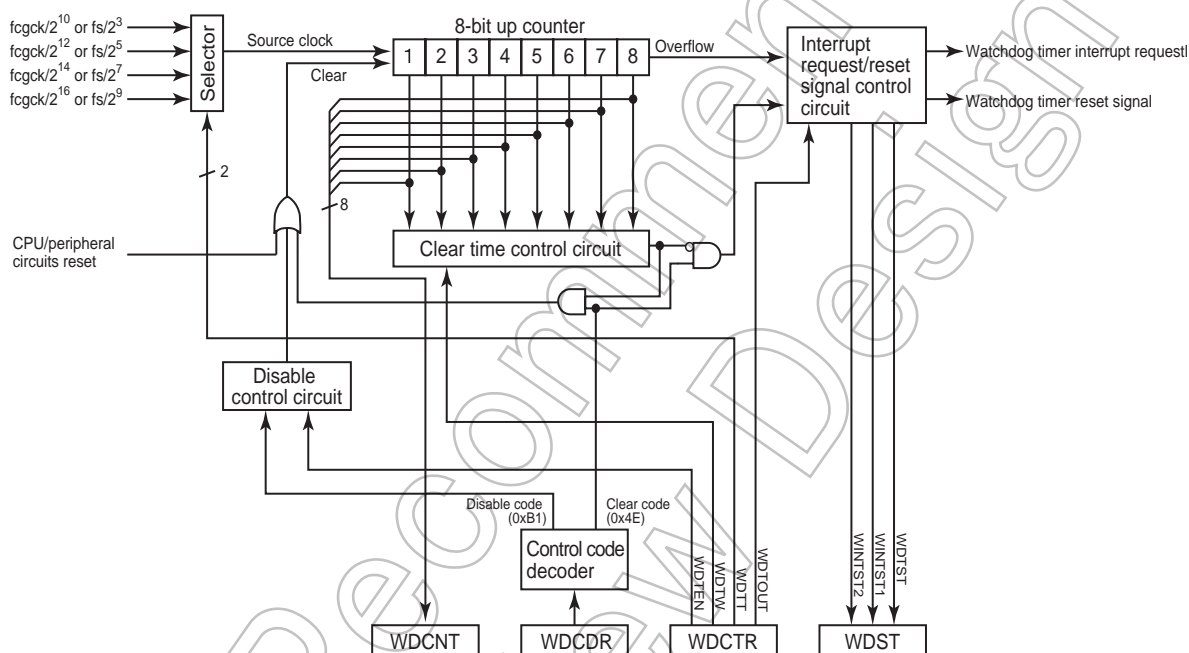 8-bit up counter
fcgck/2^10 or fs/2^3
fcgck/2^12 or fs/2^5
fcgck/2^14 or fs/2^7
fcgck/2^16 or fs/2^9
Selector
Source clock
Clear
1 2 3 4 5 6 7 8
Overflow
Interrupt
request/reset
signal control
circuit
Watchdog timer interrupt request
Watchdog timer reset signal
2
8
CPU/peripheral
circuits reset
Clear time control circuit
Disable
control circuit
Disable code
(0xB1)
Clear code
(0x4E)
Control code
decoder
WDTEN
WDTW
WDTT
WDTOUT
WINTST2
WINTST1
WDTST
WDCNT
WDCDR
WDCTR
WDST
Recommen
ew Design